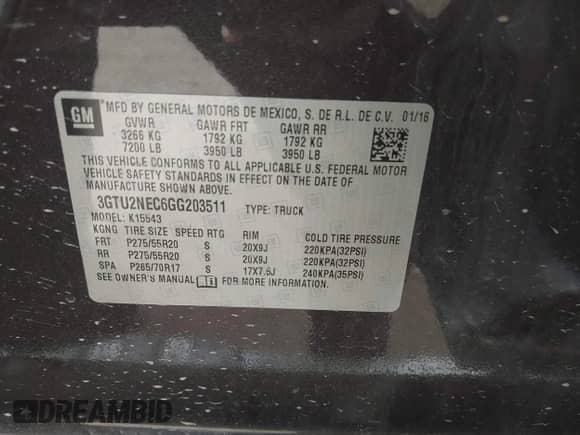 GM
MFD BY GENERAL MOTORS DE MEXICO, S. DE R.L. DE C.V. 01/16
GVWR GAWR FRT GAWR RR
3266 KG 1792 KG 1792 KG
7200 LB 3950 LB 3950 LB
THIS VEHICLE CONFORMS TO ALL APPLICABLE U.S. FEDERAL MOTOR
VEHICLE SAFETY STANDARDS IN EFFECT ON THE DATE OF
MANUFACTURE SHOWN ABOVE.
3GTU2NEC6GG203511 TYPE: TRUCK
MODEL: K15543
KGNG TIRE SIZE SPEED RTG RIM COLD TIRE PRESSURE
FRT P275/55R20 S 20X9J 220KPA(32PSI)
RR P275/55R20 S 20X9J 220KPA(32PSI)
SPA P265/70R17 S 17X7.5J 240KPA(35PSI)
SEE OWNER'S MANUAL FOR MORE INFORMATION.
DREAMBID